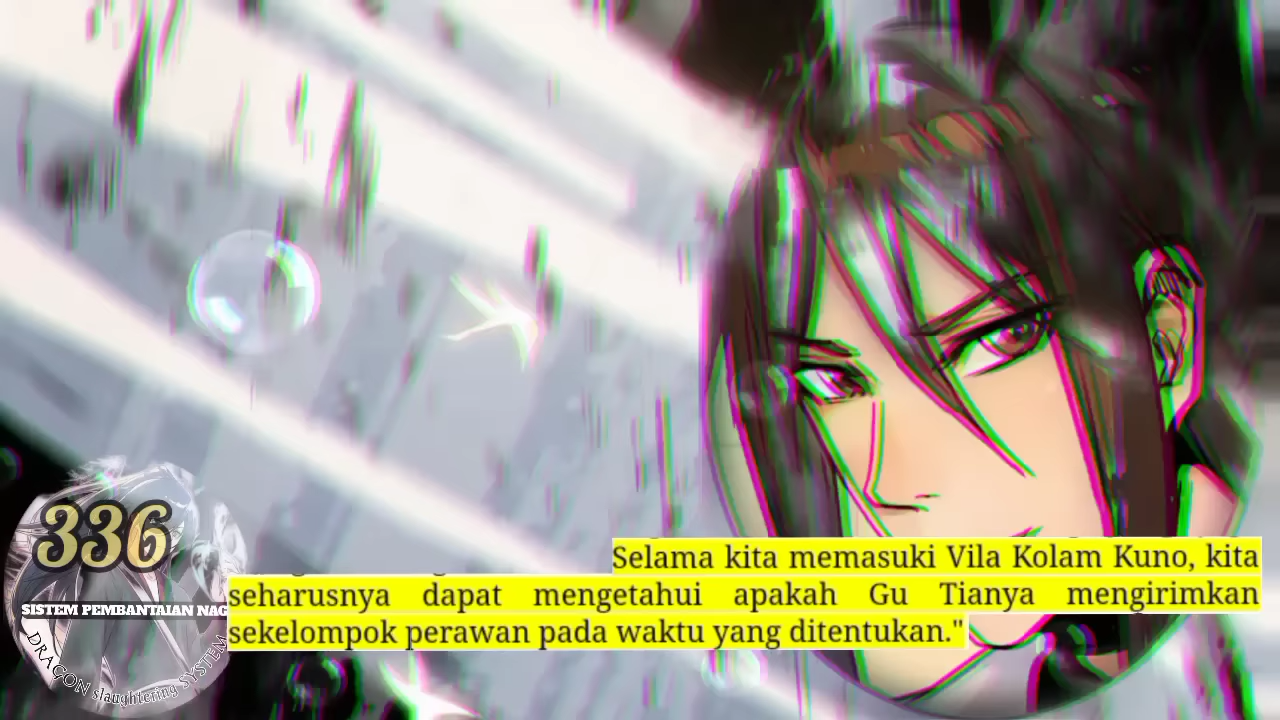 336
SISTEM PEMBANTAIAN NAG
DRAGON slaughtering SYSTEM
Selama kita memasuki Vila Kolam Kuno, kita
seharusnya dapat mengetahui apakah Gu Tianya mengirimkan
sekelompok perawan pada waktu yang ditentukan."